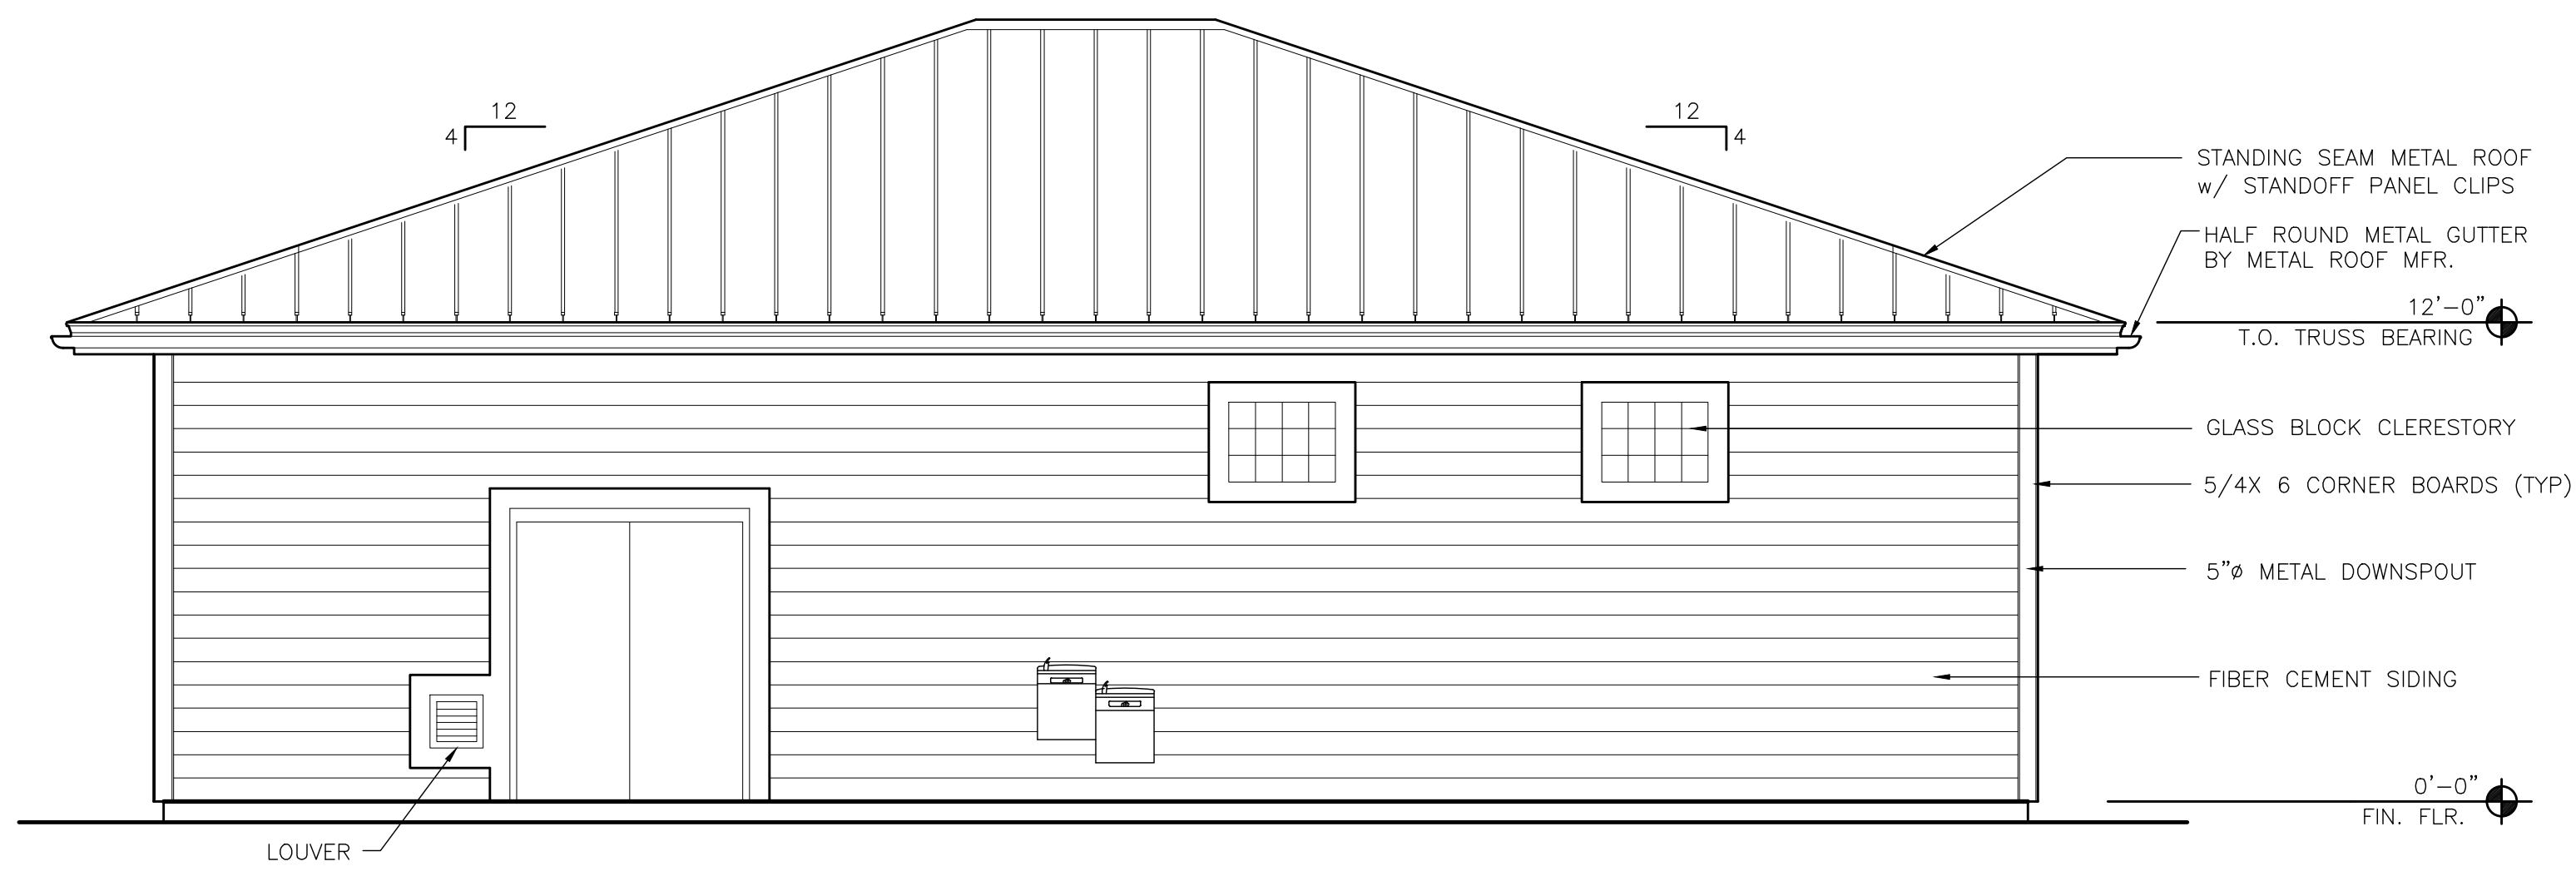 12
4
12
4
STANDING SEAM METAL ROOF
w/ STANDOFF PANEL CLIPS
HALF ROUND METAL GUTTER
BY METAL ROOF MFR.
12'-0"
T.O. TRUSS BEARING
GLASS BLOCK CLERESTORY
5/4X 6 CORNER BOARDS (TYP)
5"ø METAL DOWNSPOUT
FIBER CEMENT SIDING
0'-0"
FIN. FLR.
LOUVER